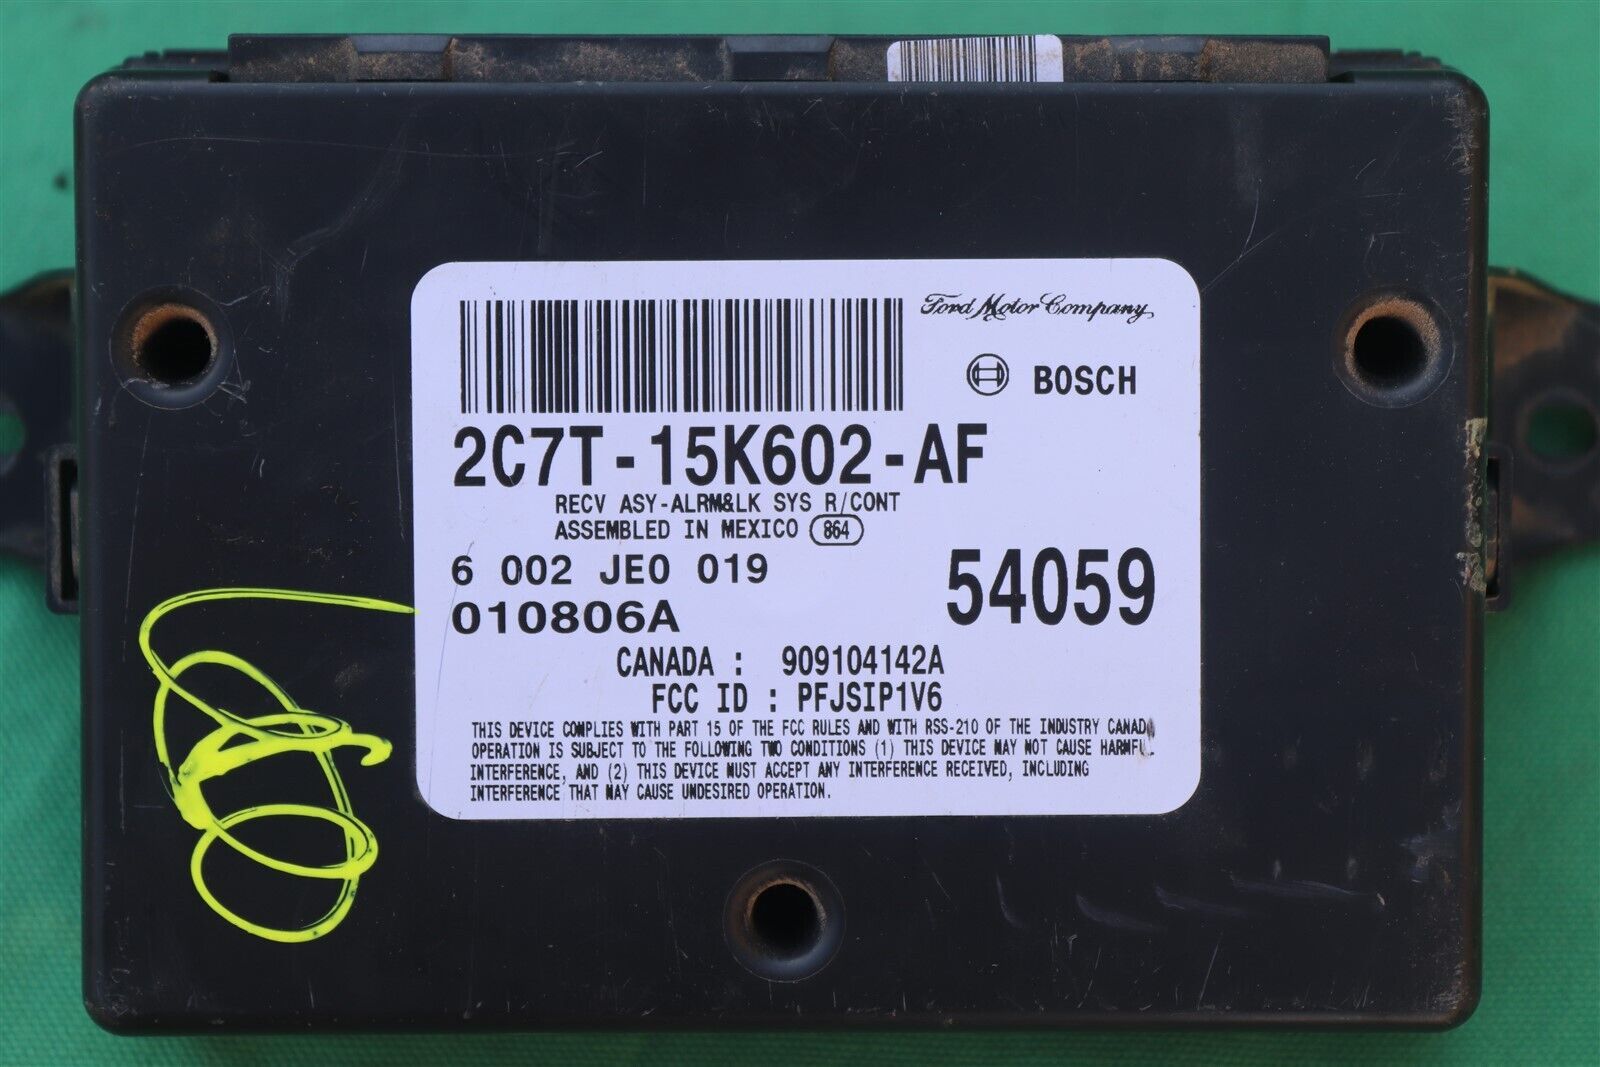 Ford Motor Company
BOSCH
2C7T-15K602-AF
RECV ASY-ALRM&LK SYS R/CONT
ASSEMBLED IN MEXICO 864
6 002 JE0 019
54059
010806A
CANADA : 909104142A
FCC ID : PFJSIP1V6
THIS DEVICE COMPLIES WITH PART 15 OF THE FCC RULES AND WITH RSS-210 OF THE INDUSTRY CANADA
OPERATION IS SUBJECT TO THE FOLLOWING TWO CONDITIONS (1) THIS DEVICE MAY NOT CAUSE HARMFUL
INTERFERENCE, AND (2) THIS DEVICE MUST ACCEPT ANY INTERFERENCE RECEIVED, INCLUDING
INTERFERENCE THAT MAY CAUSE UNDESIRED OPERATION.